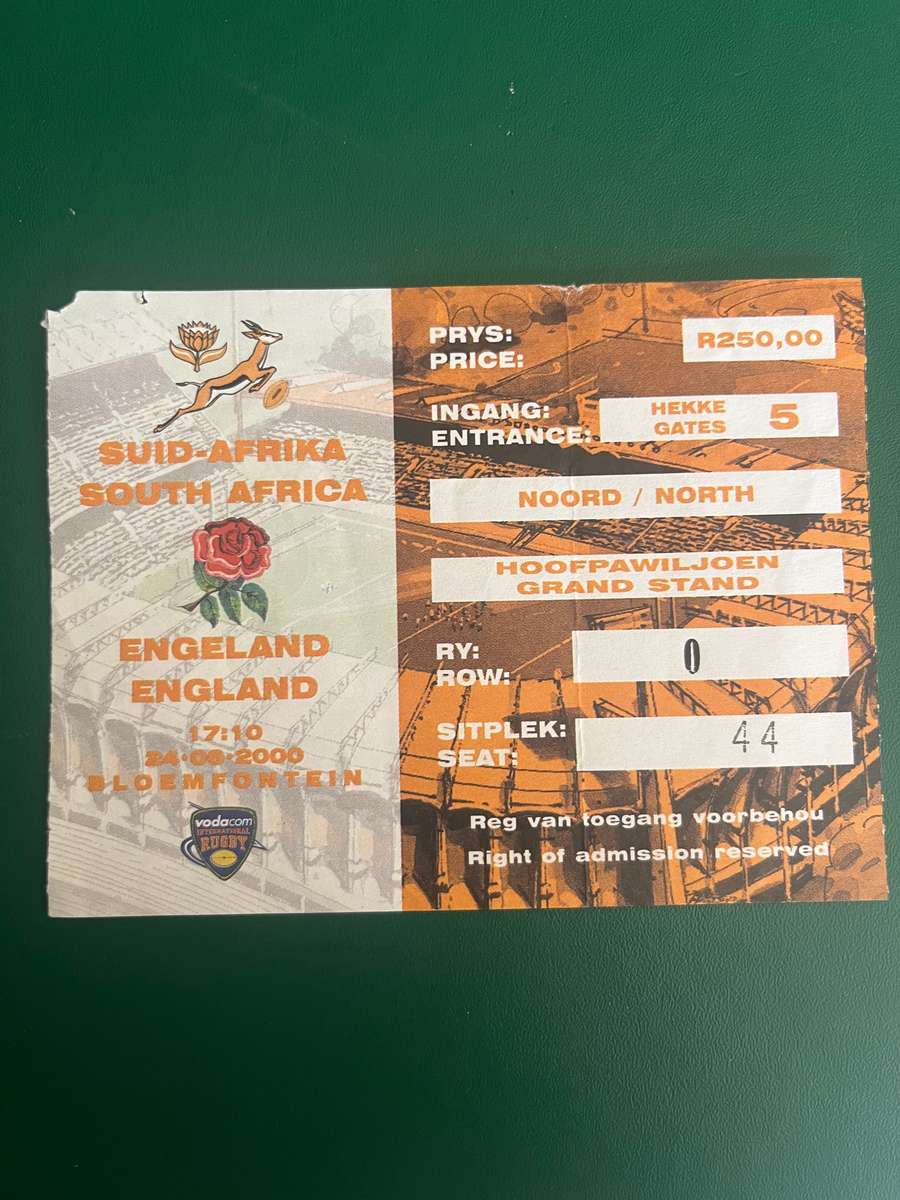 SUID-AFRIKA
SOUTH AFRICA
ENGELAND
ENGLAND
17:10
24·06·2000
BLOEMFONTEIN
vodacom
INTERNATIONAL
RUGBY
PRYS:
PRICE:
R250,00
INGANG:
ENTRANCE:
HEKKE
GATES 5
NOORD / NORTH
HOOFPAWILJOEN
GRAND STAND
RY:
ROW:
0
SITPLEK:
SEAT:
44
Reg van toegang voorbehou
Right of admission reserved